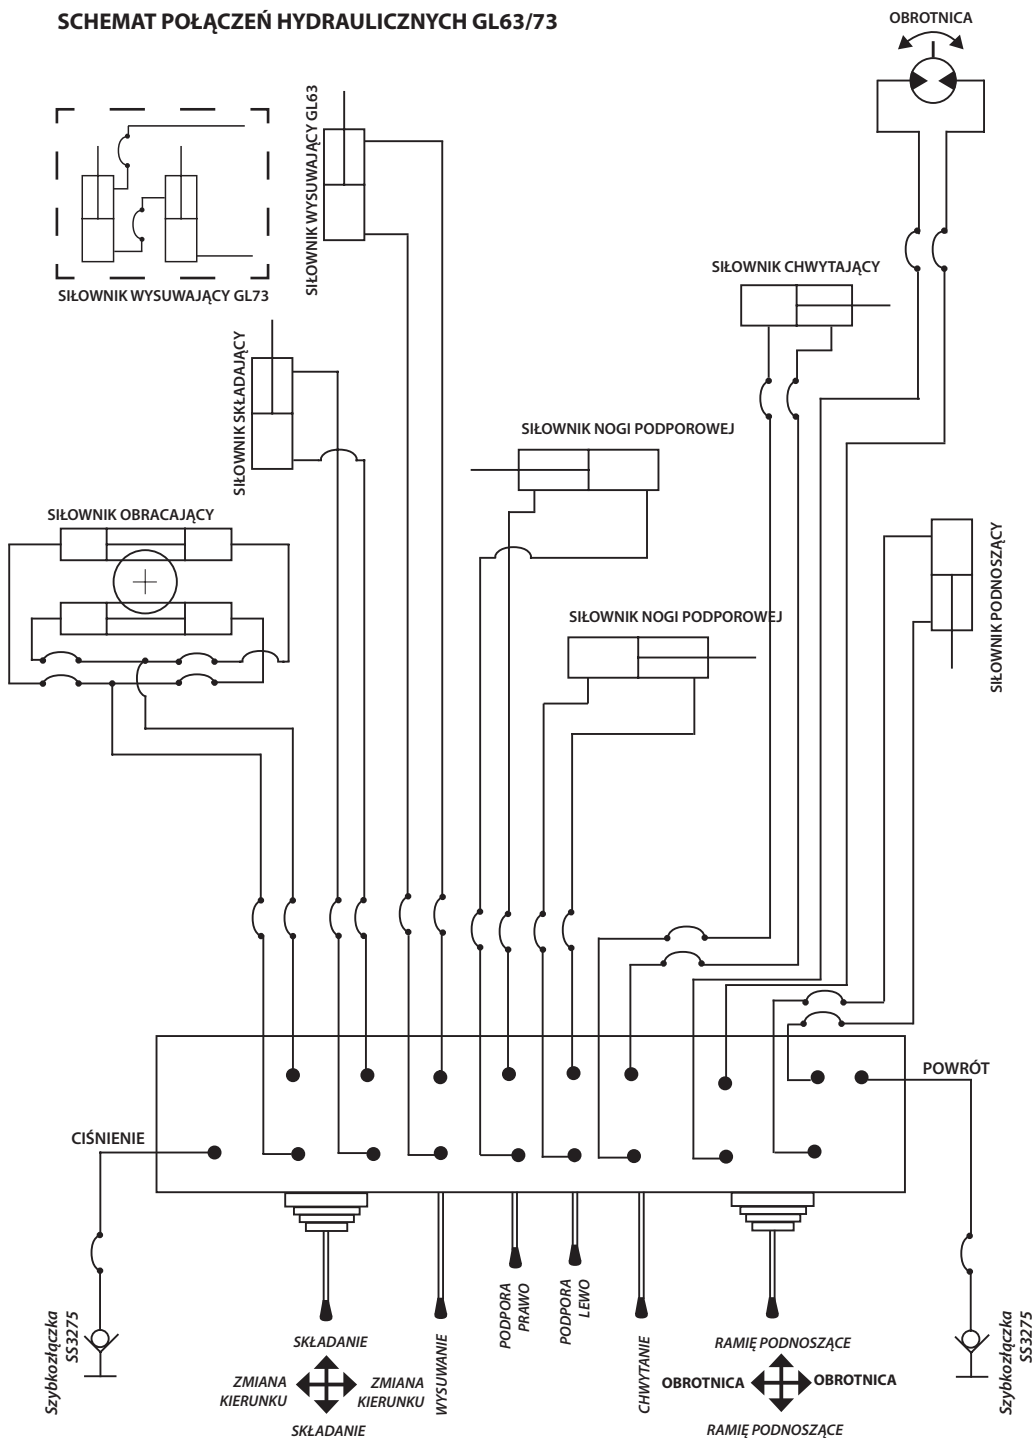 SCHEMAT POŁĄCZEŃ HYDRAULICZNYCH GL63/73
OBROTNICA
SIŁOWNIK WYSUWAJĄCY GL63
SIŁOWNIK WYSUWAJĄCY GL73
SIŁOWNIK CHWYTAJĄCY
SIŁOWNIK SKŁADAJĄCY
SIŁOWNIK NOGI PODPOROWEJ
SIŁOWNIK OBRACAJĄCY
SIŁOWNIK PODNOSZĄCY
SIŁOWNIK NOGI PODPOROWEJ
POWRÓT
CIŚNIENIE
Szybkozłączka
SS3275
SKŁADANIE
ZMIANA
KIERUNKU
ZMIANA
KIERUNKU
SKŁADANIE
WYSUWANIE
PODPORA
PRAWO
PODPORA
LEWO
CHWYTANIE
RAMIĘ PODNOSZĄCE
OBROTNICA
OBROTNICA
RAMIĘ PODNOSZĄCE
Szybkozłączka
SS3275